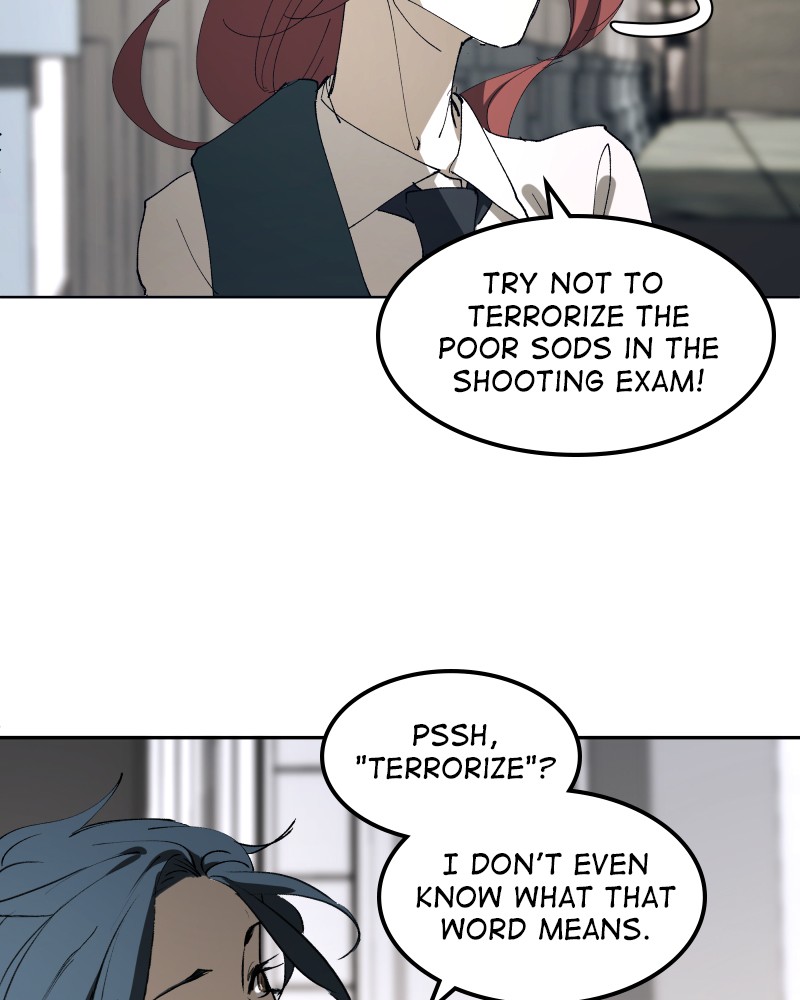 TRY NOT TO
TERRORIZE THE
POOR SODS IN THE
SHOOTING EXAM!
PSSH,
"TERRORIZE"?
I DON'T EVEN
KNOW WHAT THAT
WORD MEANS.